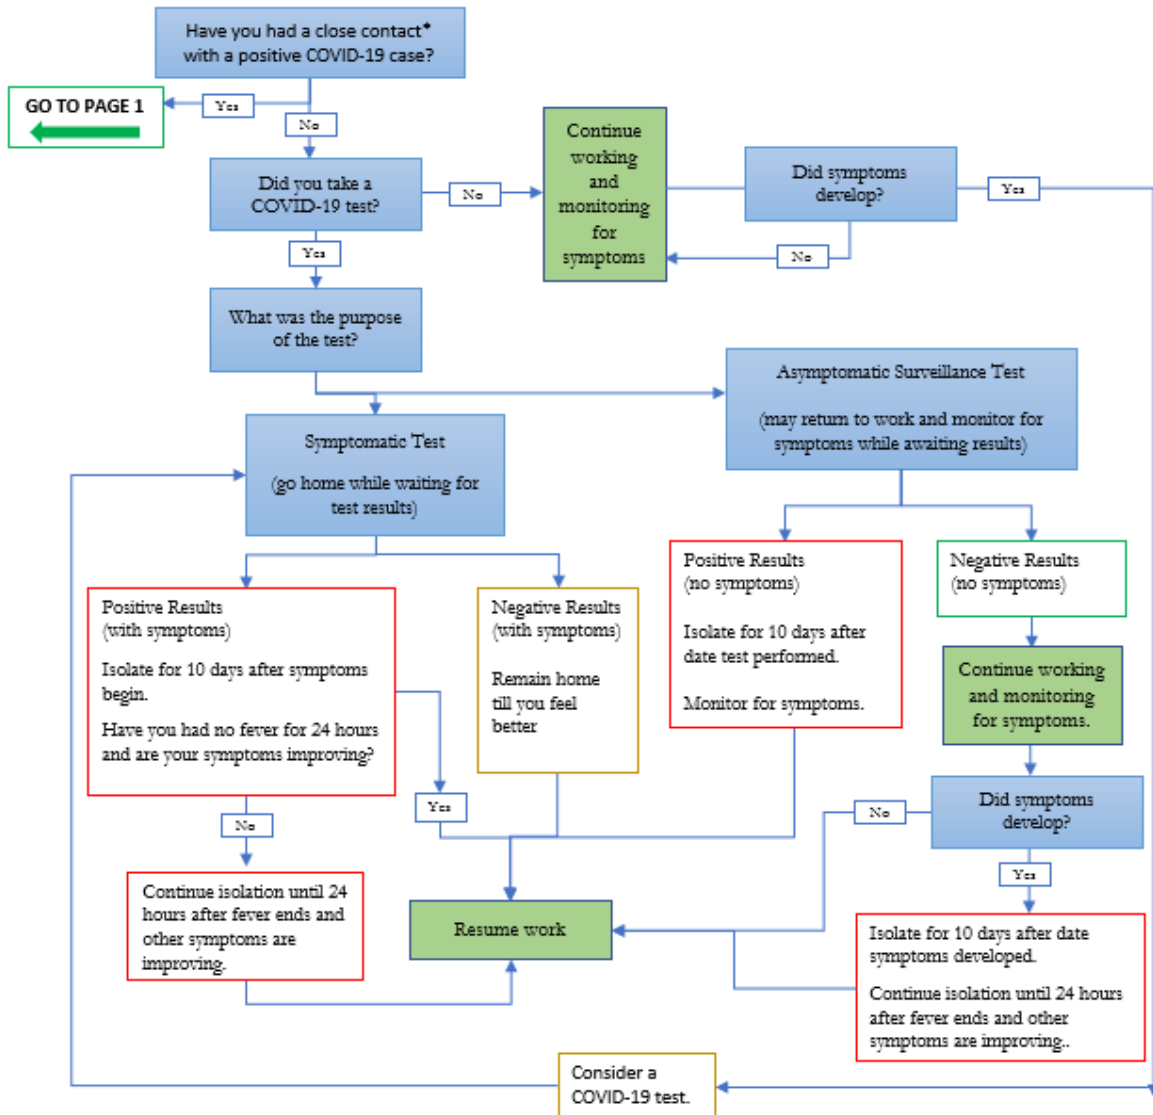 Have you had a close contact*
with a positive COVID-19 case?
GO TO PAGE 1
Yes
No
Did you take a
COVID-19 test?
No
Continue
working
and
monitoring
for
symptoms
Did symptoms
develop?
Yes
No
Yes
What was the purpose
of the test?
Asymptomatic Surveillance Test
(may return to work and monitor for
symptoms while awaiting results)
Symptomatic Test
(go home while waiting for
test results)
Positive Results
(with symptoms)
Isolate for 10 days after symptoms
begin.
Have you had no fever for 24 hours
and are your symptoms improving?
Negative Results
(with symptoms)
Remain home
till you feel
better
Positive Results
(no symptoms)
Isolate for 10 days after
date test performed.
Monitor for symptoms.
Negative Results
(no symptoms)
Continue working
and monitoring
for symptoms.
Did symptoms
develop?
Yes
No
No
Yes
Continue isolation until 24
hours after fever ends and
other symptoms are
improving.
Resume work
Isolate for 10 days after date
symptoms developed.
Continue isolation until 24 hours
after fever ends and other
symptoms are improving..
Consider a
COVID-19 test.